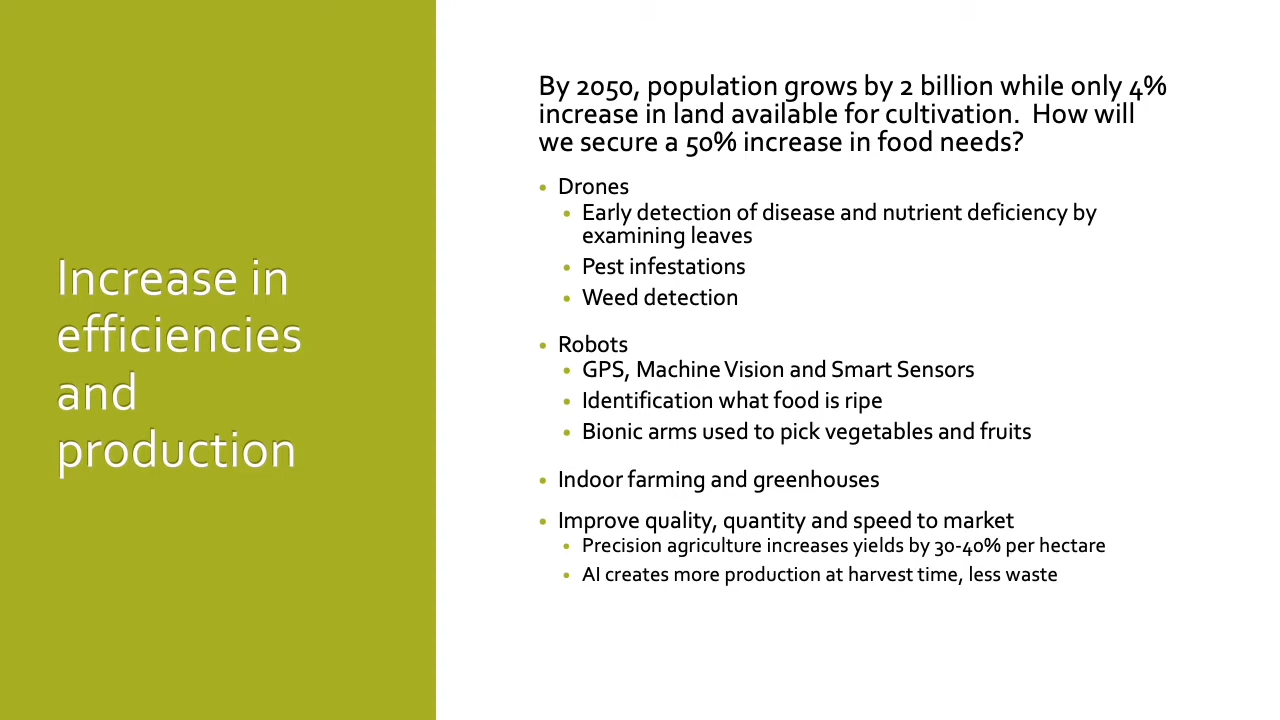 Increase in
efficiencies
and
production
By 2050, population grows by 2 billion while only 4%
increase in land available for cultivation.  How will
we secure a 50% increase in food needs?
• Drones
• Early detection of disease and nutrient deficiency by
examining leaves
• Pest infestations
• Weed detection
• Robots
• GPS, Machine Vision and Smart Sensors
• Identification what food is ripe
• Bionic arms used to pick vegetables and fruits
• Indoor farming and greenhouses
• Improve quality, quantity and speed to market
• Precision agriculture increases yields by 30-40% per hectare
• AI creates more production at harvest time, less waste